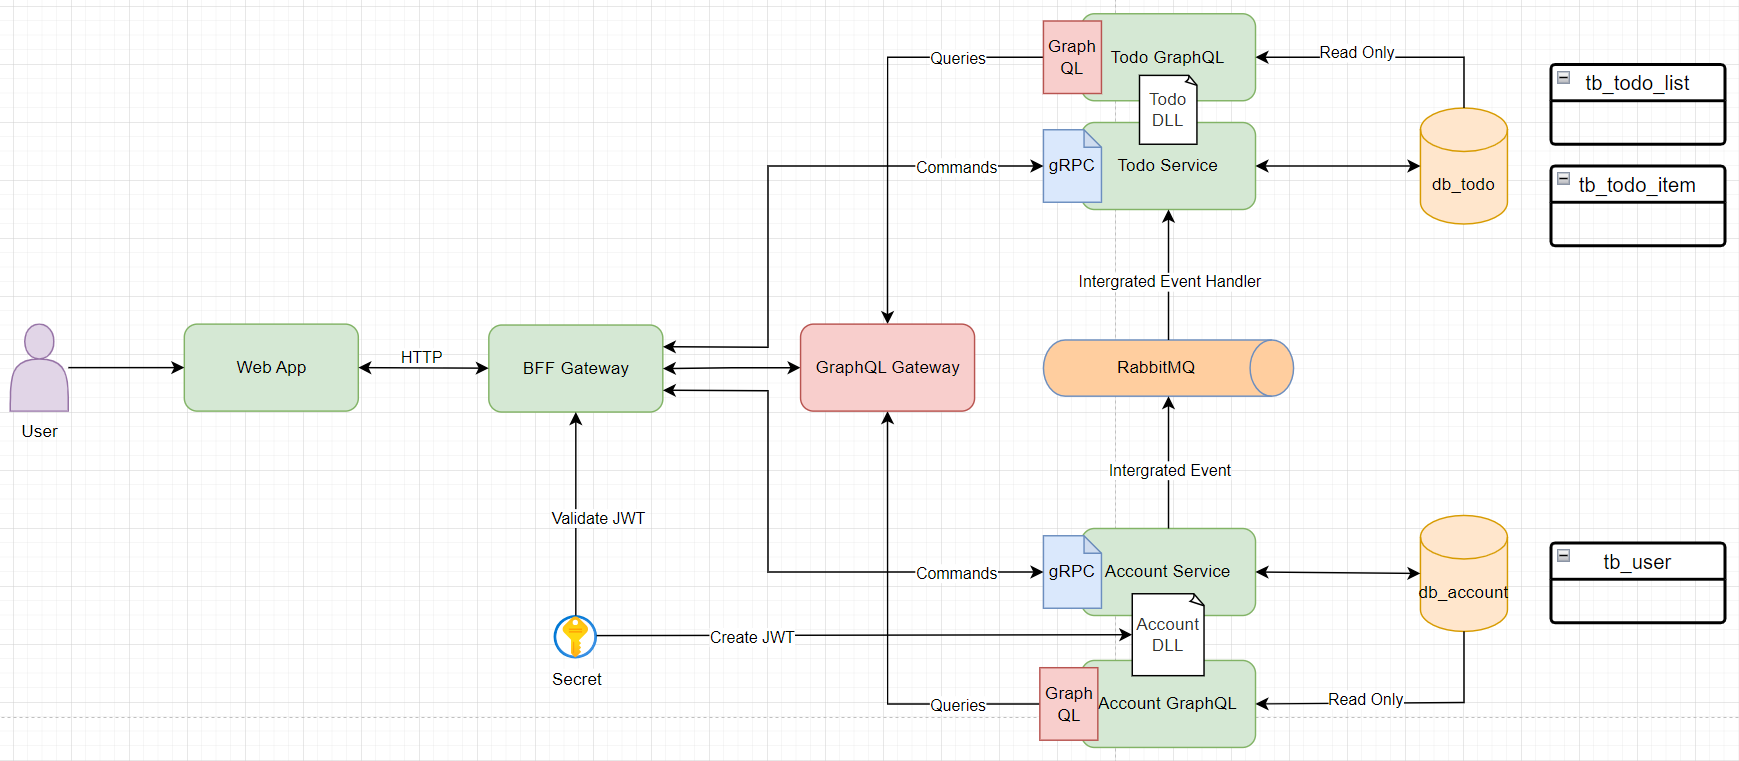 Graph
QL
Todo GraphQL
Queries
Read Only
tb_todo_list
Todo
DLL
gRPC
Todo Service
Commands
db_todo
tb_todo_item
Intergrated Event Handler
User
Web App
HTTP
BFF Gateway
GraphQL Gateway
RabbitMQ
Intergrated Event
Validate JWT
gRPC
Account Service
Commands
db_account
tb_user
Account
DLL
Create JWT
Secret
Graph
QL
Account GraphQL
Queries
Read Only